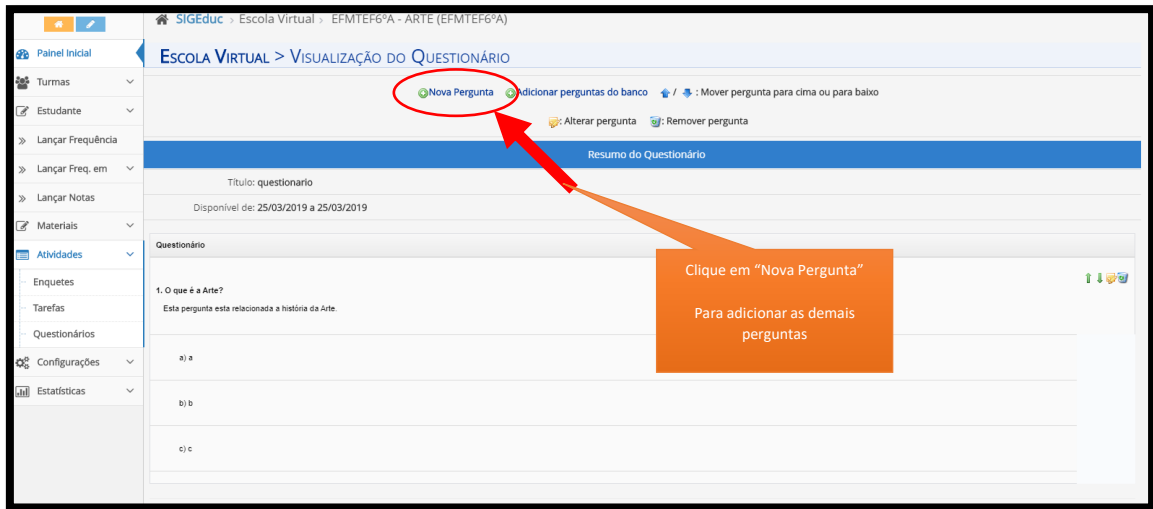 SIGEduc > Escola Virtual > EFMTEF6ºA - ARTE (EFMTEF6ºA)
Painel Inicial
Turmas
Estudante
Lançar Frequência
Lançar Freq. em
Lançar Notas
Materiais
Atividades
Enquetes
Tarefas
Questionários
Configurações
Estatísticas
Escola Virtual > Visualização do Questionário
Nova Pergunta Adicionar perguntas do banco / : Mover pergunta para cima ou para baixo
: Alterar pergunta : Remover pergunta
Resumo do Questionário
Título: questionario
Disponível de: 25/03/2019 a 25/03/2019
Questionário
1. O que é a Arte?
Esta pergunta esta relacionada a história da Arte.
a) a
b) b
c) c
Clique em “Nova Pergunta”
Para adicionar as demais
perguntas